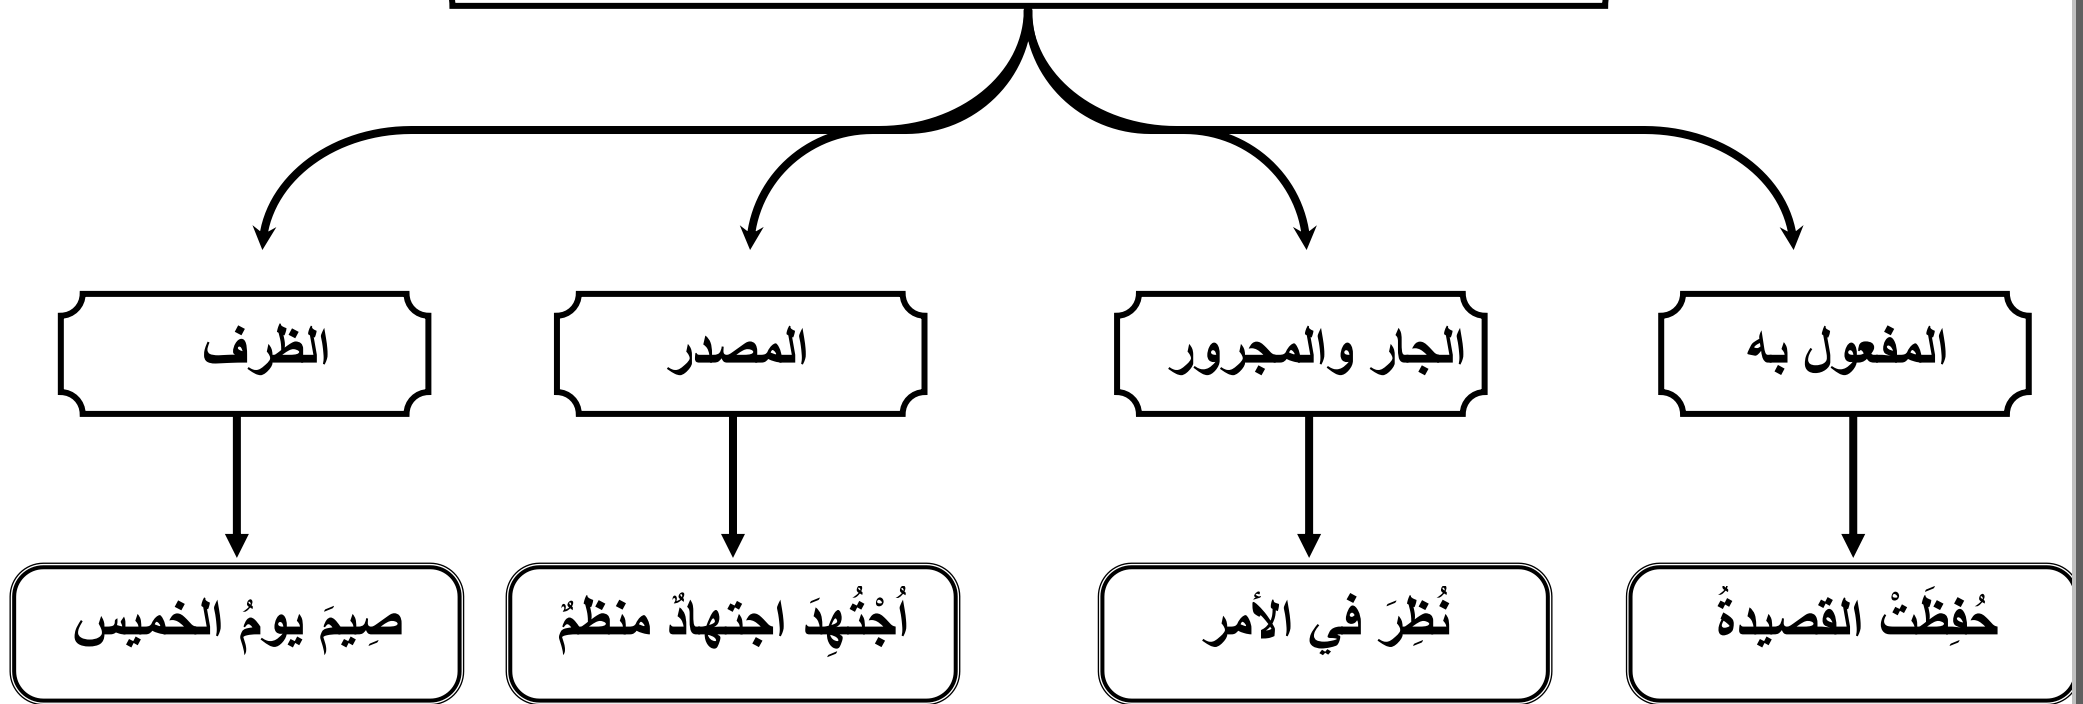 المفعول به
الجار والمجرور
المصدر
الظرف
حُفِظَتْ القصيدةُ
نُظِرَ في الأمر
اُجْتُهِدَ اجتهادٌ منظمٌ
صِيمَ يومُ الخميس